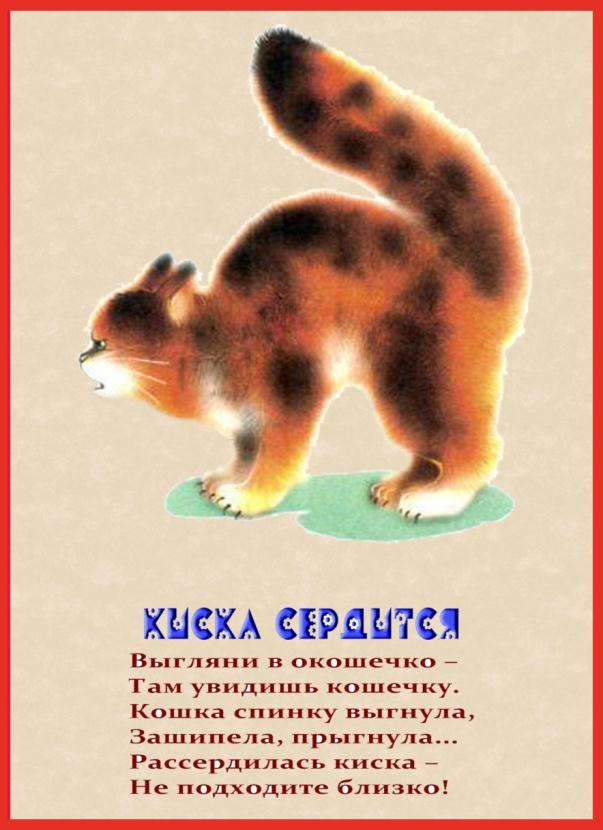 КИСКА СЕРДИТСЯ
Выгляни в окошечко –
Там увидишь кошечку.
Кошка спинку выгнула,
Зашипела, прыгнула...
Рассердилась киска –
Не подходите близко!